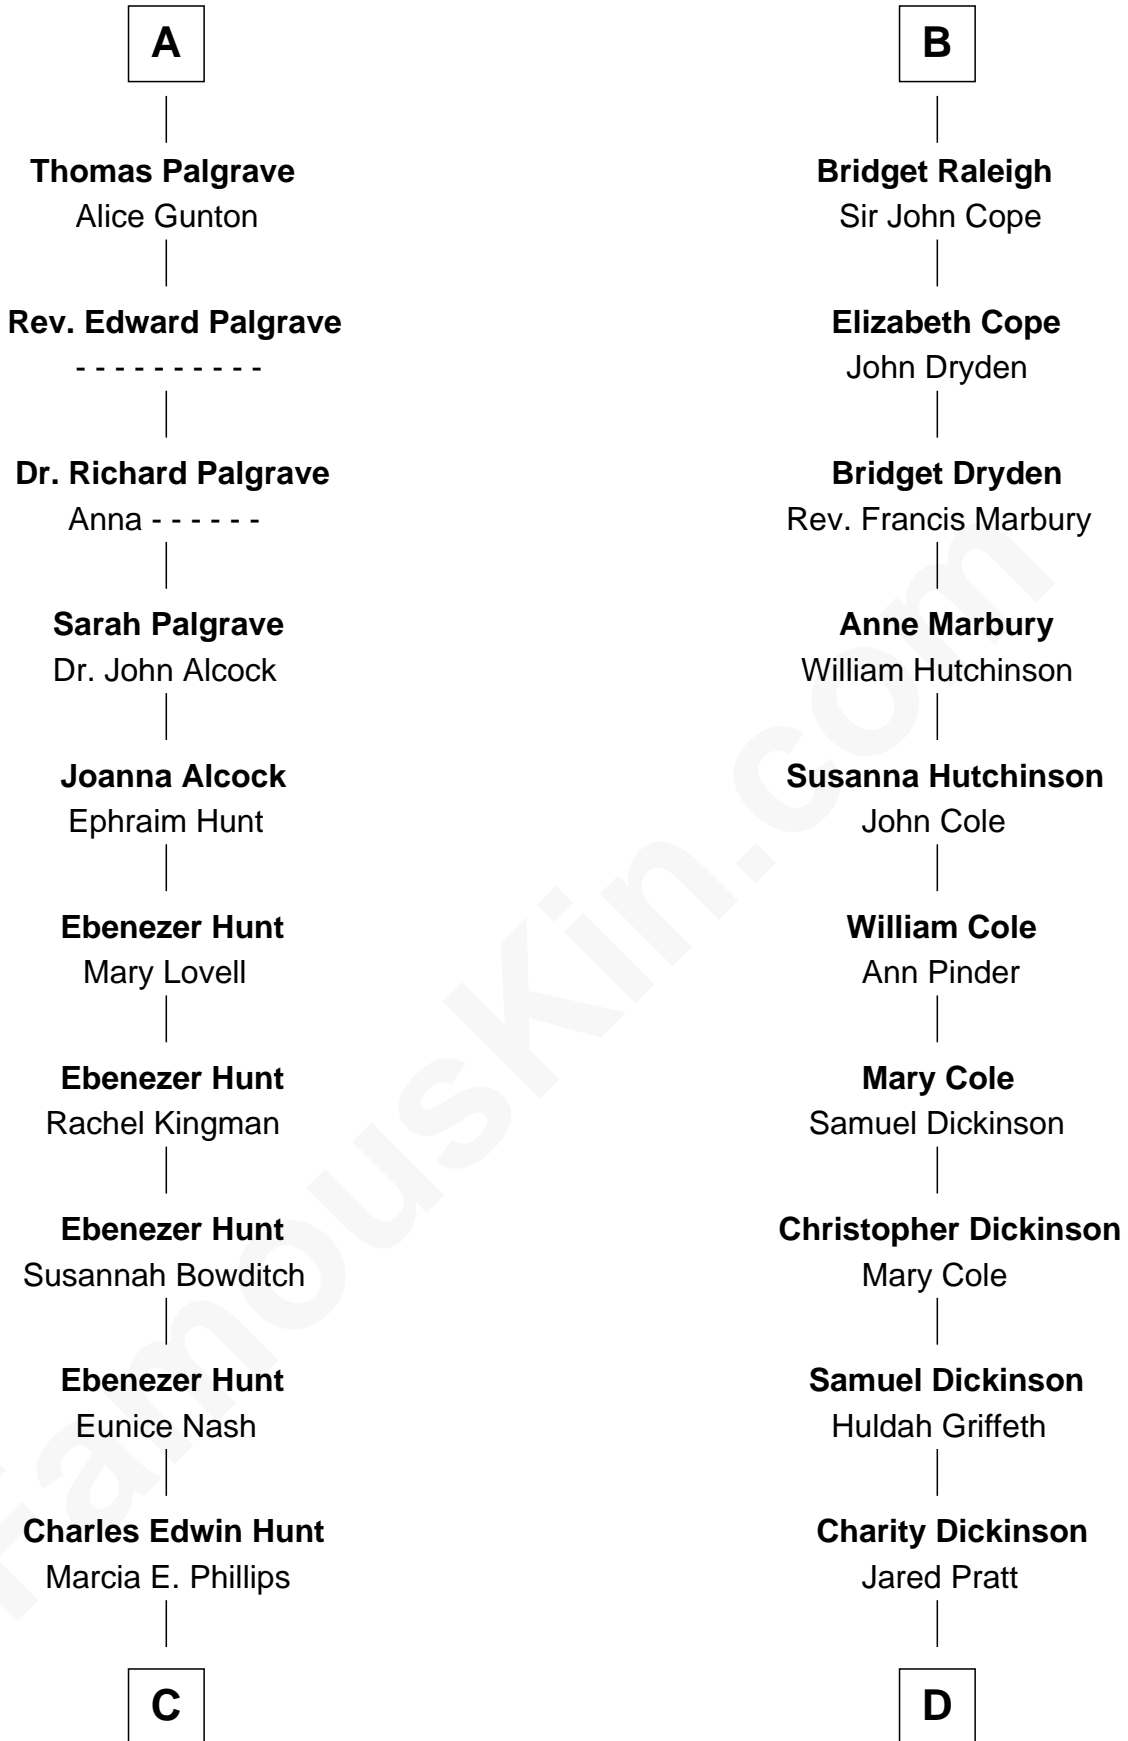 A
Thomas Palgrave
Alice Gunton
Rev. Edward Palgrave
- - - - - - - - - -
Dr. Richard Palgrave
Anna - - - - - -
Sarah Palgrave
Dr. John Alcock
Joanna Alcock
Ephraim Hunt
Ebenezer Hunt
Mary Lovell
Ebenezer Hunt
Rachel Kingman
Ebenezer Hunt
Susannah Bowditch
Ebenezer Hunt
Eunice Nash
Charles Edwin Hunt
Marcia E. Phillips
C
B
Bridget Raleigh
Sir John Cope
Elizabeth Cope
John Dryden
Bridget Dryden
Rev. Francis Marbury
Anne Marbury
William Hutchinson
Susanna Hutchinson
John Cole
William Cole
Ann Pinder
Mary Cole
Samuel Dickinson
Christopher Dickinson
Mary Cole
Samuel Dickinson
Huldah Griffeth
Charity Dickinson
Jared Pratt
D
FamousKin.com